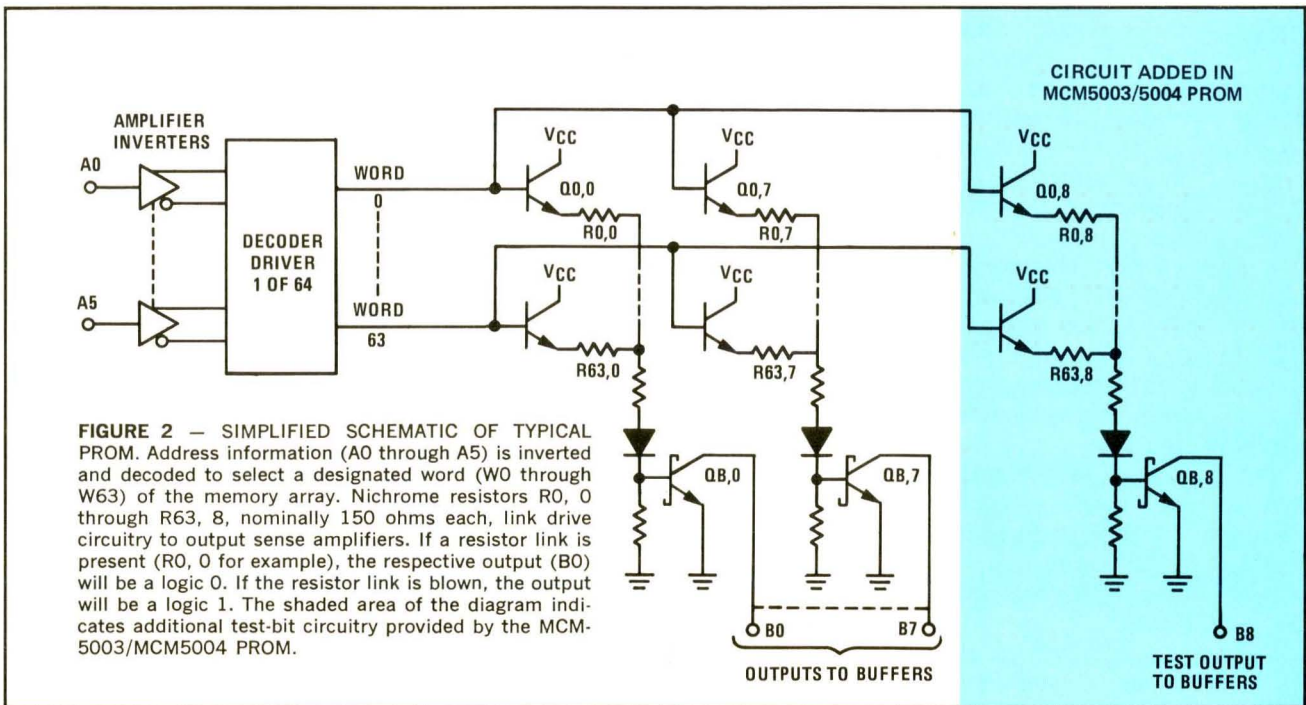 CIRCUIT ADDED IN
MCM5003/5004 PROM
AMPLIFIER
INVERTERS
A0
A5
DECODER
DRIVER
1 OF 64
WORD
0
WORD
63
VCC
Q0,0
R0,0
VCC
Q0,7
R0,7
VCC
Q0,8
R0,8
VCC
R63,0
VCC
R63,7
VCC
R63,8
QB,0
QB,7
QB,8
FIGURE 2 — SIMPLIFIED SCHEMATIC OF TYPICAL
PROM. Address information (A0 through A5) is inverted
and decoded to select a designated word (W0 through
W63) of the memory array. Nichrome resistors R0, 0
through R63, 8, nominally 150 ohms each, link drive
circuitry to output sense amplifiers. If a resistor link is
present (R0, 0 for example), the respective output (B0)
will be a logic 0. If the resistor link is blown, the output
will be a logic 1. The shaded area of the diagram indi-
cates additional test-bit circuitry provided by the MCM-
5003/MCM5004 PROM.
B0
B7
B8
OUTPUTS TO BUFFERS
TEST OUTPUT
TO BUFFERS